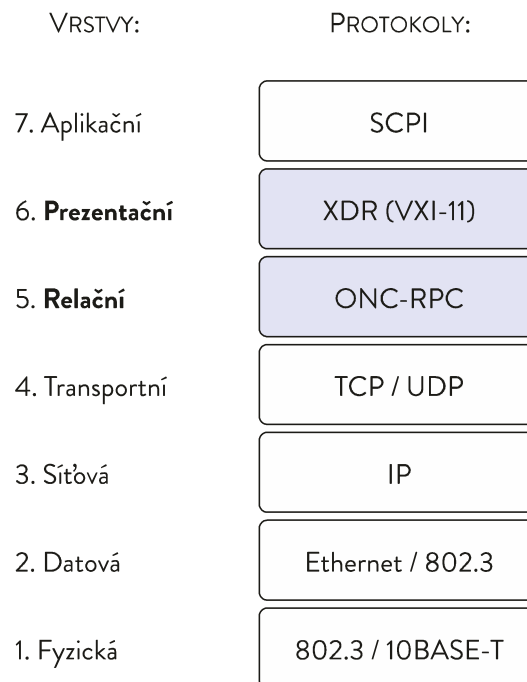 VRSTVY: PROTOKOLY:
7. Aplikační SCPI
6. Prezentační XDR (VXI-11)
5. Relační ONC-RPC
4. Transportní TCP / UDP
3. Síťová IP
2. Datová Ethernet / 802.3
1. Fyzická 802.3 / 10BASE-T